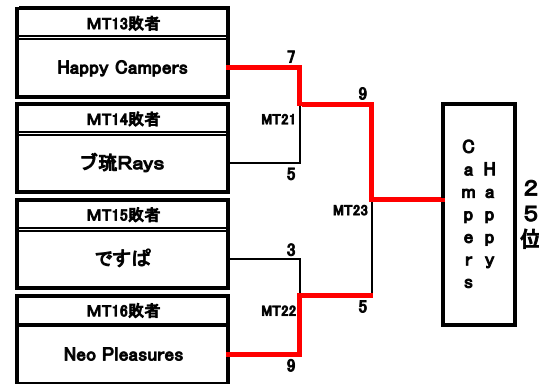 MT13敗者
Happy Campers
7
9
MT14敗者
MT21
ブ琉Rays
5
MT15敗者
MT23
ですぱ
3
MT16敗者
MT22
5
Neo Pleasures
9
Happy
Campers
25位